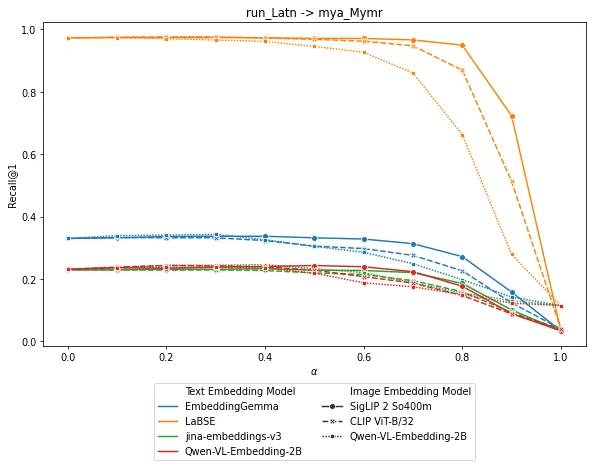 run_Latn -> mya_Mymr
Recall@1
1.0
0.8
0.6
0.4
0.2
0.0
0.0 0.2 0.4 0.6 0.8 1.0
α
Text Embedding Model Image Embedding Model
EmbeddingGemma SigLIP 2 So400m
LaBSE CLIP ViT-B/32
jina-embeddings-v3 Qwen-VL-Embedding-2B
Qwen-VL-Embedding-2B